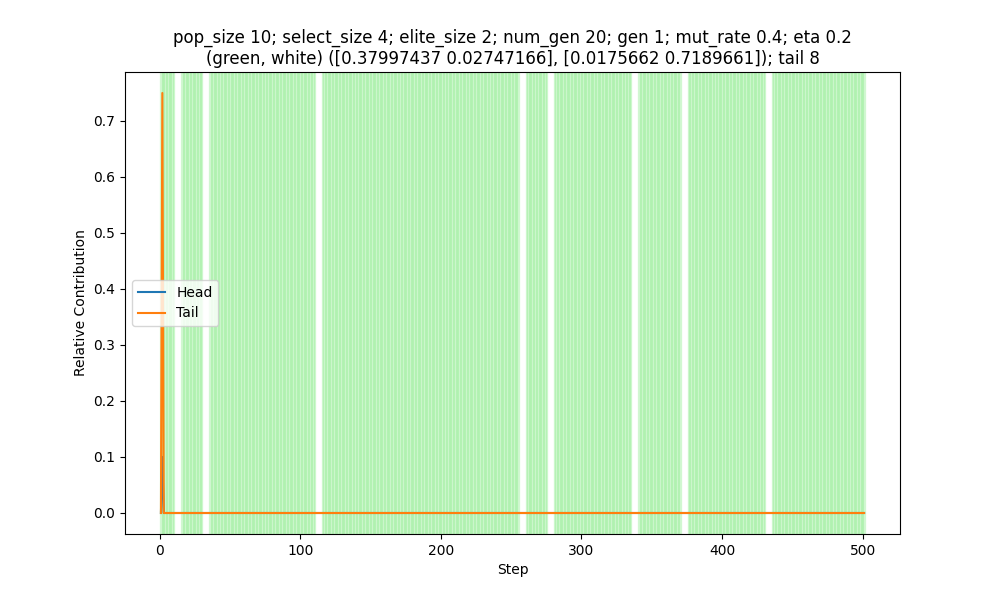 pop_size 10; select_size 4; elite_size 2; num_gen 20; gen 1; mut_rate 0.4; eta 0.2
(green, white) ([0.37997437 0.02747166], [0.0175662 0.7189661]); tail 8
Relative Contribution
0.7
0.6
0.5
0.4
0.3
0.2
0.1
0.0
Head
Tail
0
100
200
300
400
500
Step